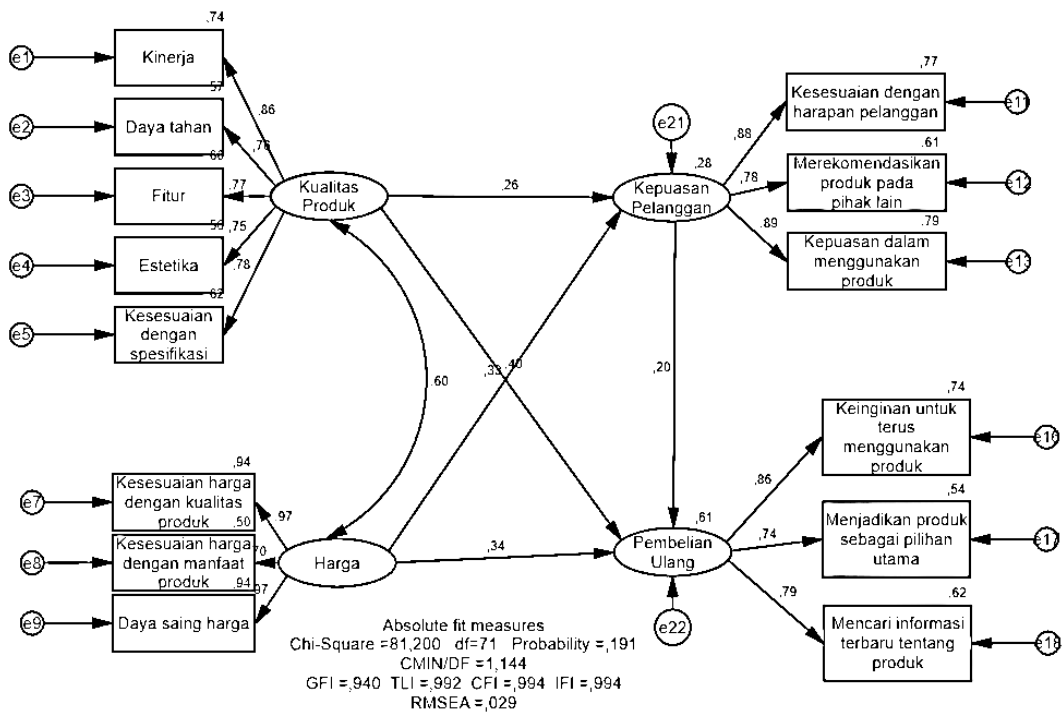 ,74
e1
Kinerja
,57
e2
Daya tahan
,60
e3
Fitur
,56
e4
Estetika
,62
e5
Kesesuaian
dengan
spesifikasi
,86
,76
,77
,75
,78
Kualitas
Produk
,26
,60
,33
,40
e21
,28
Kepuasan
Pelanggan
,88
,78
,89
,77
Kesesuaian dengan
harapan pelanggan
e11
,61
Merekomendasikan
produk pada
pihak lain
e12
,79
Kepuasan dalam
menggunakan
produk
e13
,20
,94
e7
Kesesuaian harga
dengan kualitas
produk
,50
e8
Kesesuaian harga
dengan manfaat
produk
,94
e9
Daya saing harga
,97
,70
,97
Harga
,34
,61
Pembelian
Ulang
e22
,86
,74
,79
,74
Keinginan untuk
terus
menggunakan
produk
e16
,54
Menjadikan produk
sebagai pilihan
utama
e17
,62
Mencari informasi
terbaru tentang
produk
e18
Absolute fit measures
Chi-Square =81,200 df=71 Probability =,191
CMIN/DF =1,144
GFI =,940 TLI =,992 CFI =,994 IFI =,994
RMSEA =,029